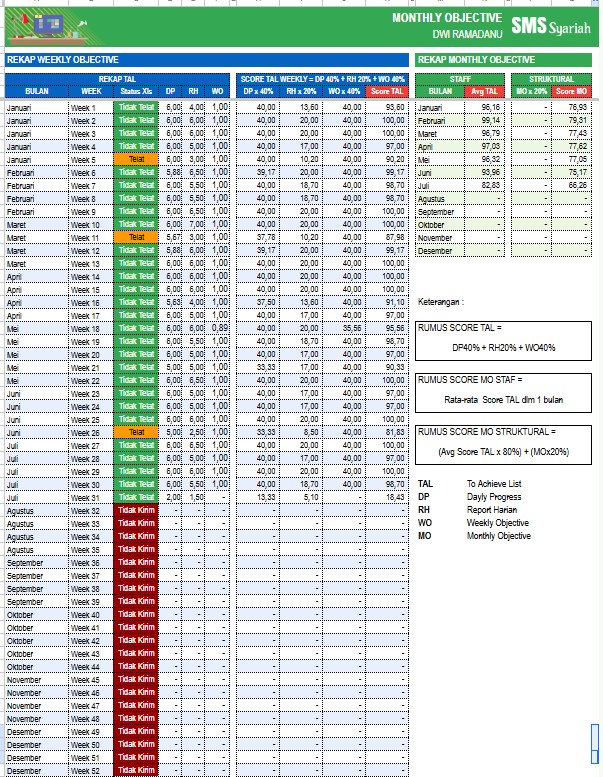 MONTHLY OBJECTIVE
DWI RAMADANU
SMS Syariah
REKAP WEEKLY OBJECTIVE
REKAP TAL SCORE TAL WEEKLY = DP 40% + RH 20% + WO 40%
BULAN WEEK Status Xls DP RH WO DP x 40% RH x 20% WO x 40% Score TAL
Januari Week 1 Tidak Telat 6,00 4,00 1,00 40,00 13,60 40,00 93,60
Januari Week 2 Tidak Telat 6,00 6,00 1,00 40,00 20,00 40,00 100,00
Januari Week 3 Tidak Telat 6,00 6,00 1,00 40,00 20,00 40,00 100,00
Januari Week 4 Tidak Telat 6,00 5,00 1,00 40,00 17,00 40,00 97,00
Januari Week 5 Telat 6,00 3,00 1,00 40,00 10,20 40,00 90,20
Februari Week 6 Tidak Telat 5,88 6,50 1,00 39,17 20,00 40,00 99,17
Februari Week 7 Tidak Telat 6,00 5,50 1,00 40,00 18,70 40,00 98,70
Februari Week 8 Tidak Telat 6,00 5,50 1,00 40,00 18,70 40,00 98,70
Februari Week 9 Tidak Telat 6,00 6,50 1,00 40,00 20,00 40,00 100,00
Maret Week 10 Tidak Telat 6,00 7,00 1,00 40,00 20,00 40,00 100,00
Maret Week 11 Telat 5,67 3,00 1,00 37,78 10,20 40,00 87,98
Maret Week 12 Tidak Telat 5,88 6,00 1,00 39,17 20,00 40,00 99,17
Maret Week 13 Tidak Telat 6,00 6,00 1,00 40,00 20,00 40,00 100,00
April Week 14 Tidak Telat 6,00 6,00 1,00 40,00 20,00 40,00 100,00
April Week 15 Tidak Telat 6,00 6,00 1,00 40,00 20,00 40,00 100,00
April Week 16 Tidak Telat 5,63 4,00 1,00 37,50 13,60 40,00 91,10
April Week 17 Tidak Telat 6,00 5,00 1,00 40,00 17,00 40,00 97,00
Mei Week 18 Tidak Telat 6,00 6,00 0,89 40,00 20,00 35,56 95,56
Mei Week 19 Tidak Telat 6,00 5,50 1,00 40,00 18,70 40,00 98,70
Mei Week 20 Tidak Telat 6,00 5,00 1,00 40,00 17,00 40,00 97,00
Mei Week 21 Tidak Telat 5,00 5,00 1,00 33,33 17,00 40,00 90,33
Mei Week 22 Tidak Telat 6,00 6,50 1,00 40,00 20,00 40,00 100,00
Juni Week 23 Tidak Telat 6,00 5,00 1,00 40,00 17,00 40,00 97,00
Juni Week 24 Tidak Telat 6,00 5,00 1,00 40,00 17,00 40,00 97,00
Juni Week 25 Tidak Telat 6,00 6,00 1,00 40,00 20,00 40,00 100,00
Juni Week 26 Telat 5,00 2,50 1,00 33,33 8,50 40,00 81,83
Juli Week 27 Tidak Telat 6,00 6,50 1,00 40,00 20,00 40,00 100,00
Juli Week 28 Tidak Telat 6,00 5,00 1,00 40,00 17,00 40,00 97,00
Juli Week 29 Tidak Telat 6,00 6,00 1,00 40,00 20,00 40,00 100,00
Juli Week 30 Tidak Telat 6,00 5,50 1,00 40,00 18,70 40,00 98,70
Juli Week 31 Tidak Telat 2,00 1,50 - 13,33 5,10 - 18,43
Agustus Week 32 Tidak Kirim - - - - - - -
Agustus Week 33 Tidak Kirim - - - - - - -
Agustus Week 34 Tidak Kirim - - - - - - -
Agustus Week 35 Tidak Kirim - - - - - - -
September Week 36 Tidak Kirim - - - - - - -
September Week 37 Tidak Kirim - - - - - - -
September Week 38 Tidak Kirim - - - - - - -
September Week 39 Tidak Kirim - - - - - - -
Oktober Week 40 Tidak Kirim - - - - - - -
Oktober Week 41 Tidak Kirim - - - - - - -
Oktober Week 42 Tidak Kirim - - - - - - -
Oktober Week 43 Tidak Kirim - - - - - - -
Oktober Week 44 Tidak Kirim - - - - - - -
November Week 45 Tidak Kirim - - - - - - -
November Week 46 Tidak Kirim - - - - - - -
November Week 47 Tidak Kirim - - - - - - -
November Week 48 Tidak Kirim - - - - - - -
Desember Week 49 Tidak Kirim - - - - - - -
Desember Week 50 Tidak Kirim - - - - - - -
Desember Week 51 Tidak Kirim - - - - - - -
Desember Week 52 Tidak Kirim - - - - - - -
REKAP MONTHLY OBJECTIVE
STAFF STRUKTURAL
BULAN Avg TAL MO x 20% Score MO
Januari 96,16 - 76,93
Februari 99,14 - 79,31
Maret 96,79 - 77,43
April 97,03 - 77,62
Mei 96,32 - 77,05
Juni 93,96 - 75,17
Juli 82,83 - 66,26
Agustus - - -
September - - -
Oktober - - -
November - - -
Desember - - -
Keterangan :
RUMUS SCORE TAL =
DP40% + RH20% + WO40%
RUMUS SCORE MO STAF =
Rata-rata Score TAL dlm 1 bulan
RUMUS SCORE MO STRUKTURAL =
(Avg Score TAL x 80%) + (MOx20%)
TAL To Achieve List
DP Dayly Progress
RH Report Harian
WO Weekly Objective
MO Monthly Objective